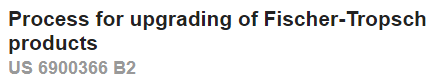 Process for upgrading of Fischer-Tropsch
products
US 6900366 B2